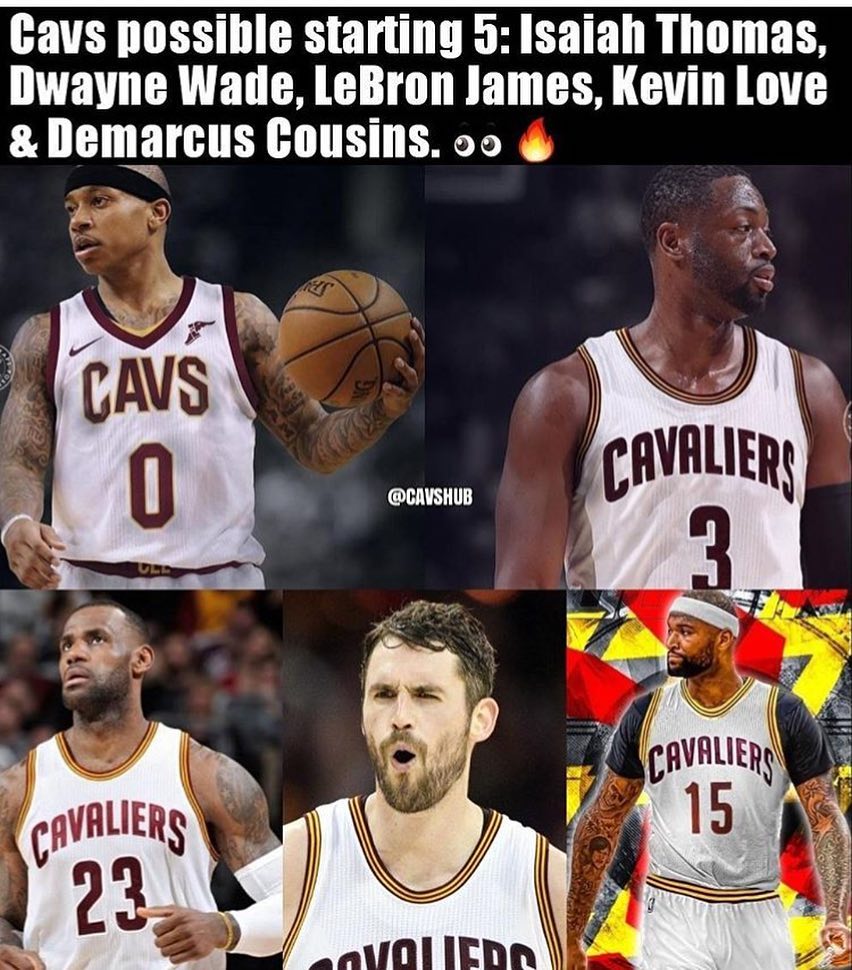 Cavs possible starting 5: Isaiah Thomas,
Dwayne Wade, LeBron James, Kevin Love
& Demarcus Cousins. 👀 🔥
CAVS
0
@CAVSHUB
CAVALIERS
3
CAVALIERS
23
CAVALIERS
CAVALIERS
15